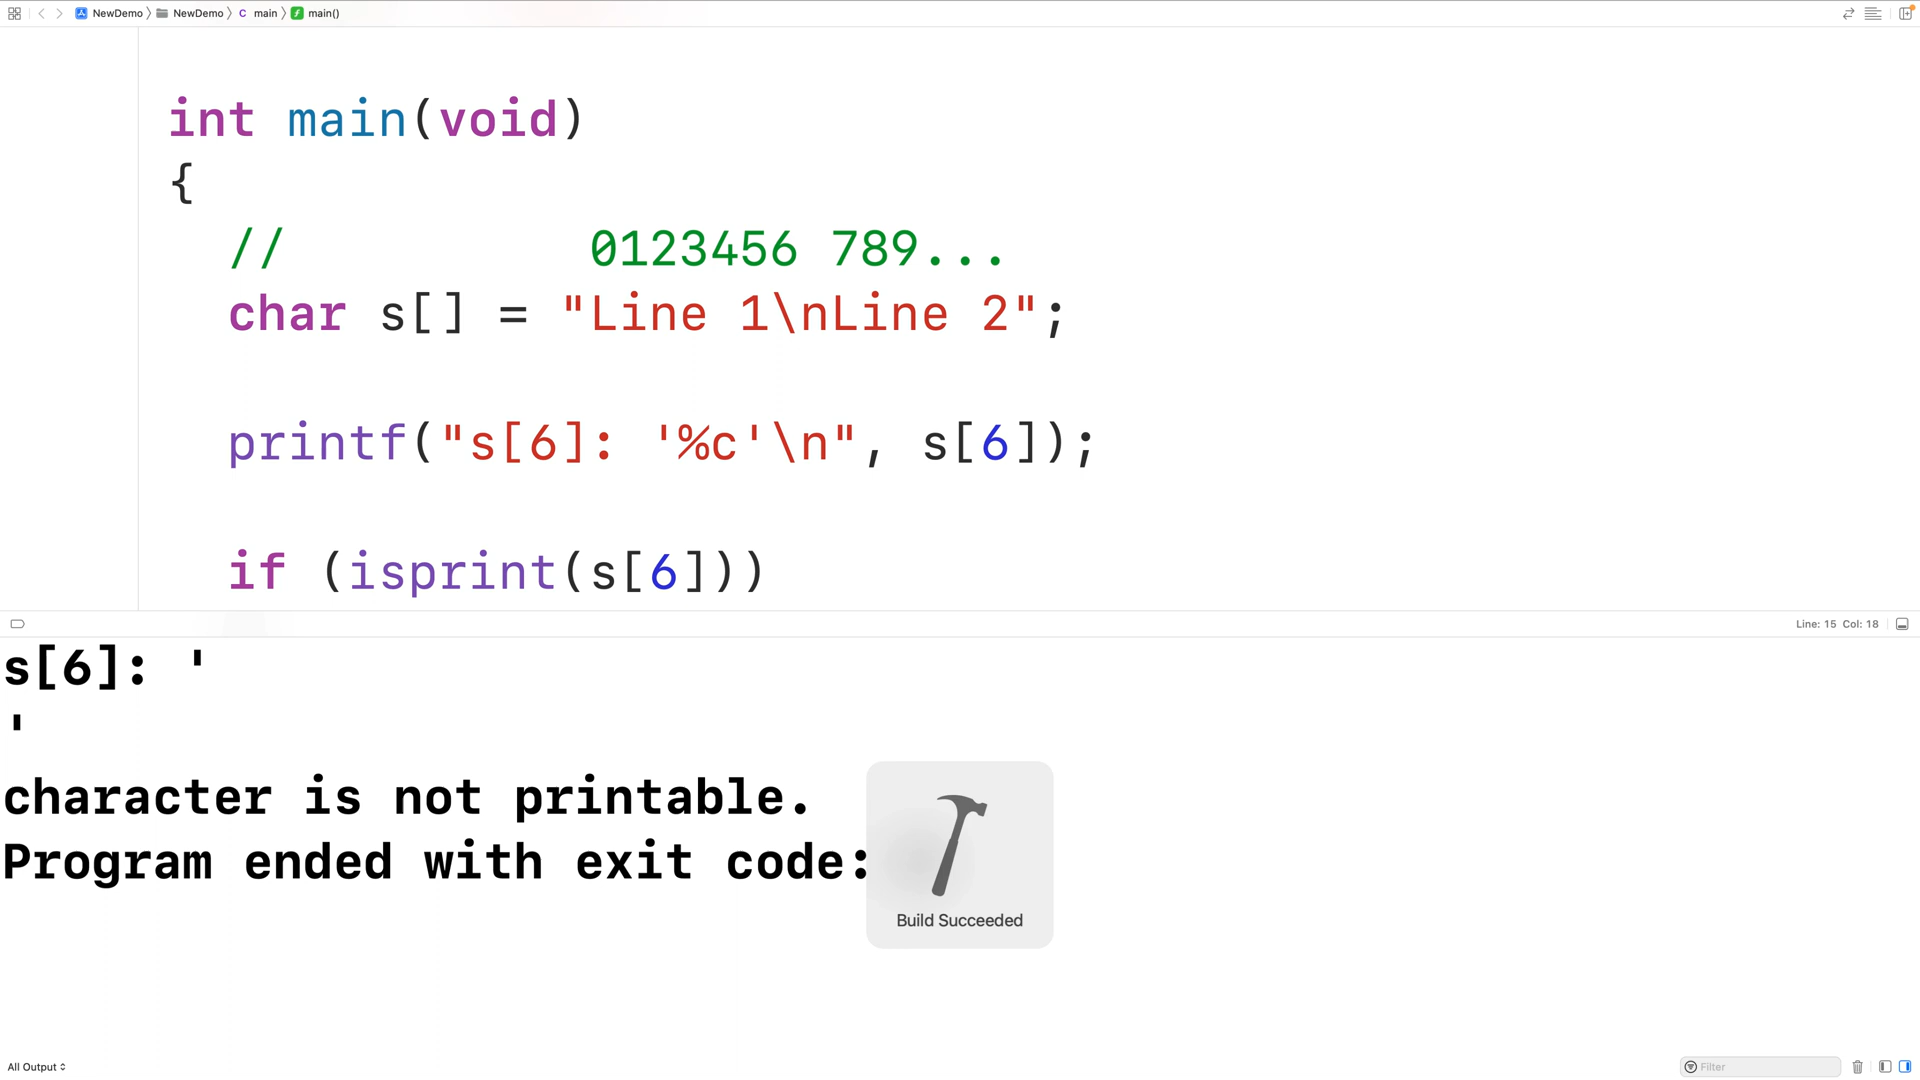 NewDemo NewDemo C main f main()
int main(void)
{
//          0123456 789...
char s[] = "Line 1\nLine 2";
printf("s[6]: '%c'\n", s[6]);
if (isprint(s[6]))
Line: 15 Col: 18
s[6]: '
'
character is not printable.
Program ended with exit code:
Build Succeeded
All Output
Filter